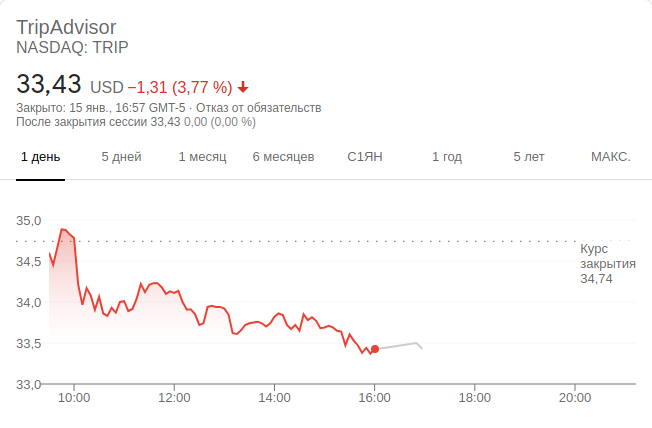 TripAdvisor
NASDAQ: TRIP
33,43 USD −1,31 (3,77 %)
Закрыто: 15 янв., 16:57 GMT-5 · Отказ от обязательств
После закрытия сессии 33,43 0,00 (0,00 %)
1 день 5 дней 1 месяц 6 месяцев С1ЯН 1 год 5 лет МАКС.
35,0
Курс
закрытия
34,74
34,5
34,0
33,5
33,0
10:00 12:00 14:00 16:00 18:00 20:00